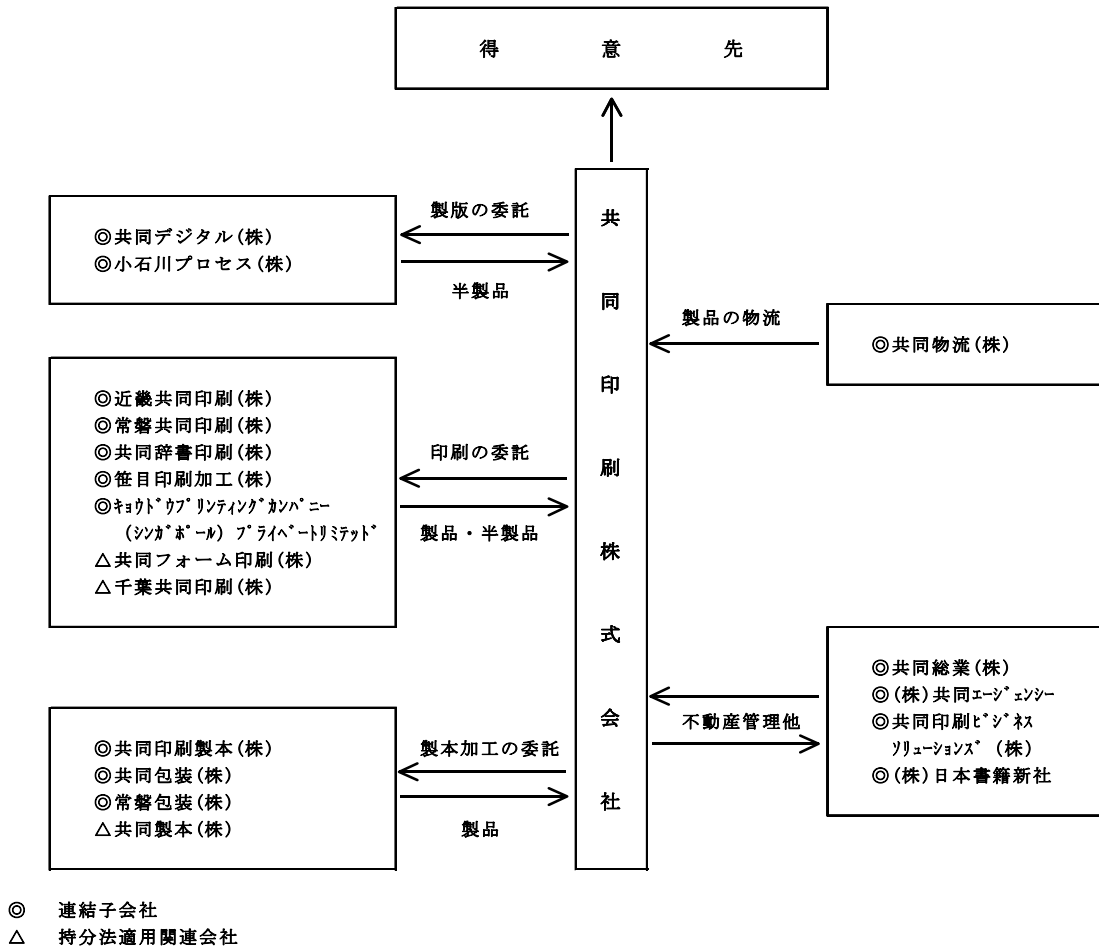 得意先
製版の委託
◎共同デジタル(株)
◎小石川プロセス(株)
半製品
◎近畿共同印刷(株)
◎常磐共同印刷(株)
◎共同辞書印刷(株)
◎笹目印刷加工(株)
◎ｷｮｳﾄﾞｳﾌﾟﾘﾝﾃｨﾝｸﾞｶﾝﾊﾟﾆｰ
(ｼﾝｶﾞﾎﾟｰﾙ) ﾌﾟﾗｲﾍﾞｰﾄﾘﾐﾃｯﾄﾞ
△共同フォーム印刷(株)
△千葉共同印刷(株)
印刷の委託
製品・半製品
◎共同印刷製本(株)
◎共同包装(株)
◎常磐包装(株)
△共同製本(株)
製本加工の委託
製品
共同印刷株式会社
製品の物流
◎共同物流(株)
不動産管理他
◎共同総業(株)
◎(株)共同ｴｰｼﾞｪﾝｼｰ
◎共同印刷ﾋﾞｼﾞﾈｽ
ｿﾘｭｰｼｮﾝｽﾞ (株)
◎(株)日本書籍新社
◎ 連結子会社
△ 持分法適用関連会社